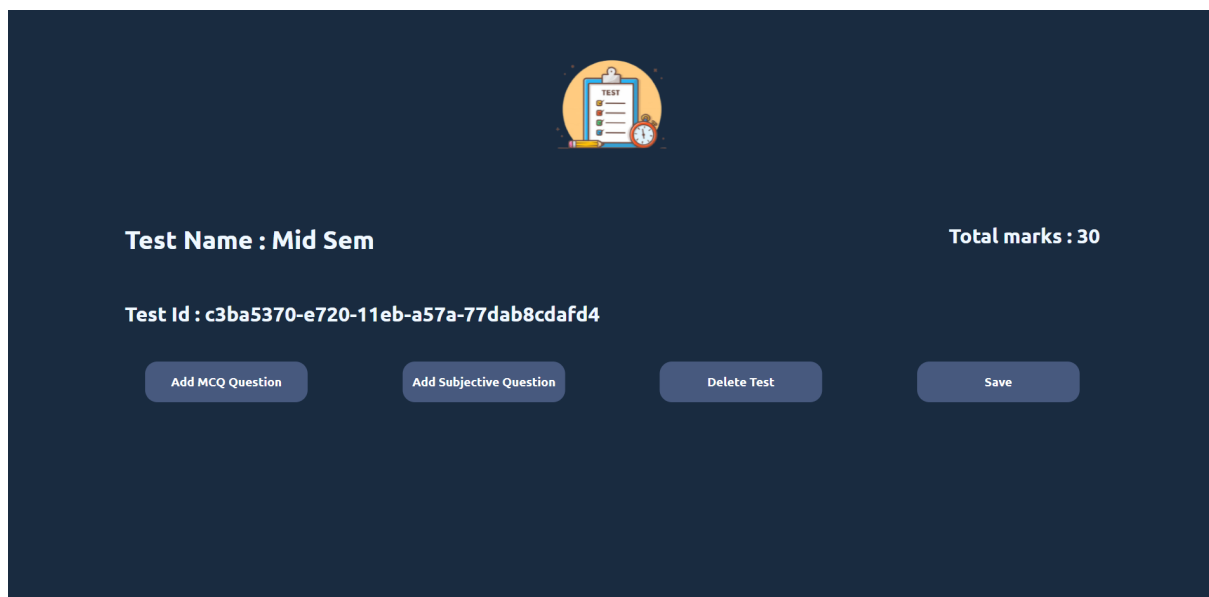 TEST
Test Name : Mid Sem
Total marks : 30
Test Id : c3ba5370-e720-11eb-a57a-77dab8cdafd4
Add MCQ Question
Add Subjective Question
Delete Test
Save